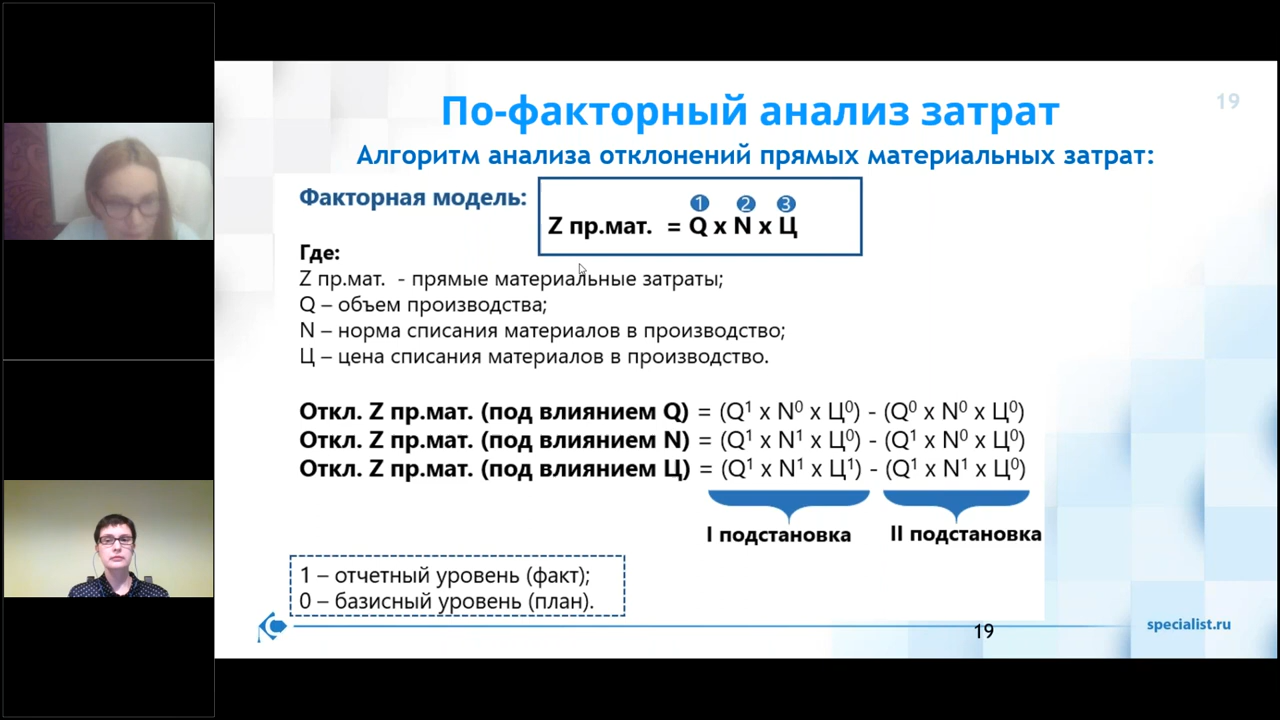 19
По-факторный анализ затрат
Алгоритм анализа отклонений прямых материальных затрат:
Факторная модель:
1 2 3
Z пр.мат. = Q x N x Ц
Где:
Z пр.мат. - прямые материальные затраты;
Q – объем производства;
N – норма списания материалов в производство;
Ц – цена списания материалов в производство.
Откл. Z пр.мат. (под влиянием Q) = (Q¹ x N⁰ x Ц⁰) - (Q⁰ x N⁰ x Ц⁰)
Откл. Z пр.мат. (под влиянием N) = (Q¹ x N¹ x Ц⁰) - (Q¹ x N⁰ x Ц⁰)
Откл. Z пр.мат. (под влиянием Ц) = (Q¹ x N¹ x Ц¹) - (Q¹ x N¹ x Ц⁰)
I подстановка II подстановка
1 – отчетный уровень (факт);
0 – базисный уровень (план).
19
specialist.ru